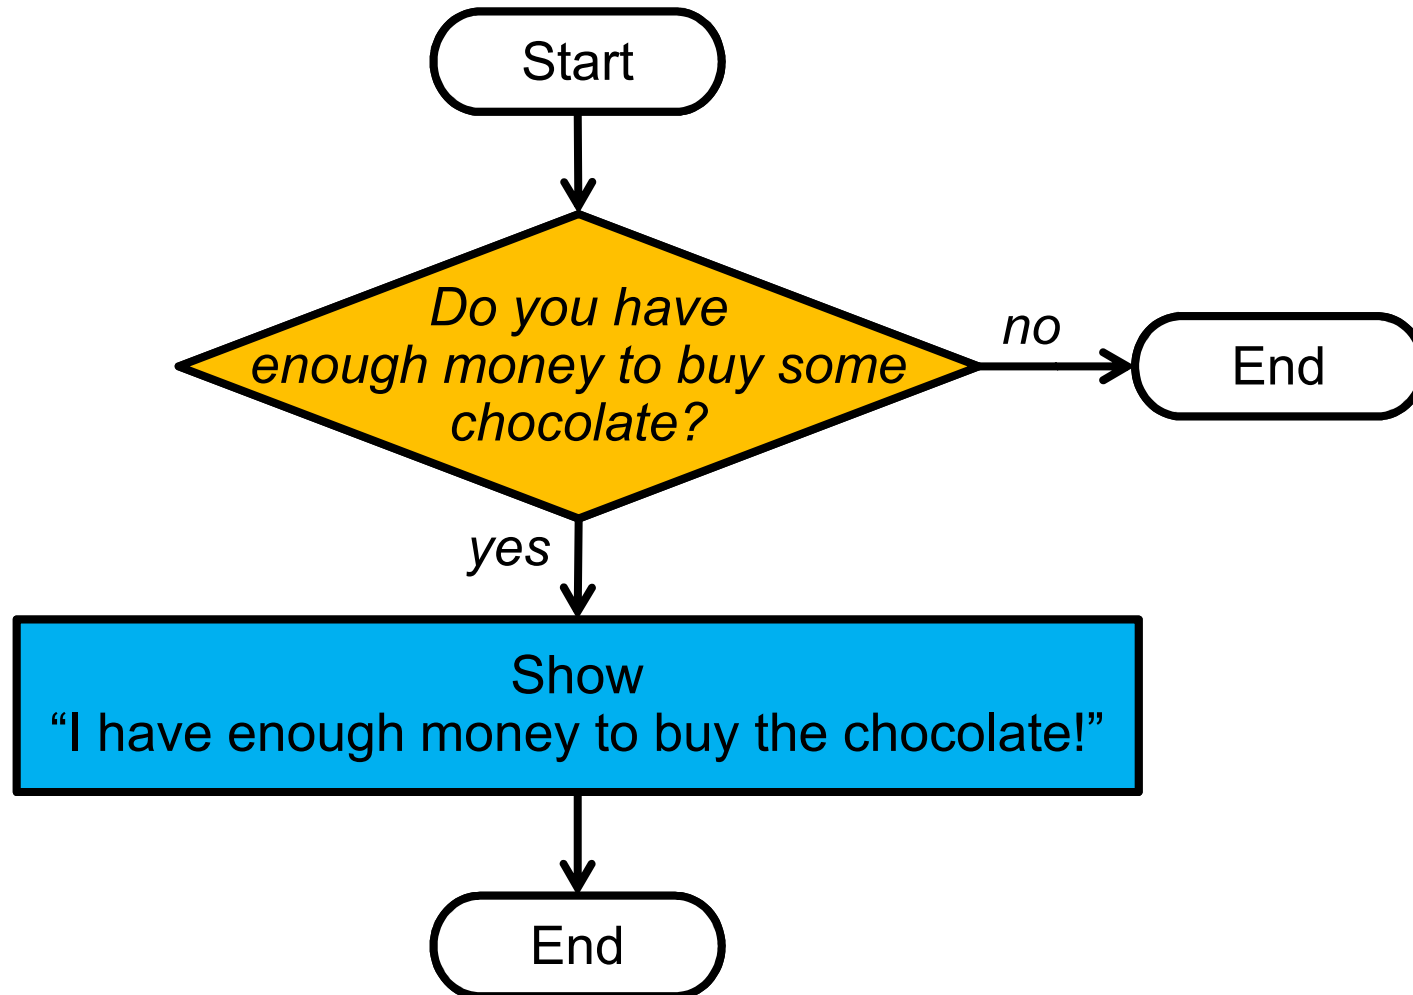 Start
Do you have
enough money to buy some
chocolate?
no
End
yes
Show
“I have enough money to buy the chocolate!”
End